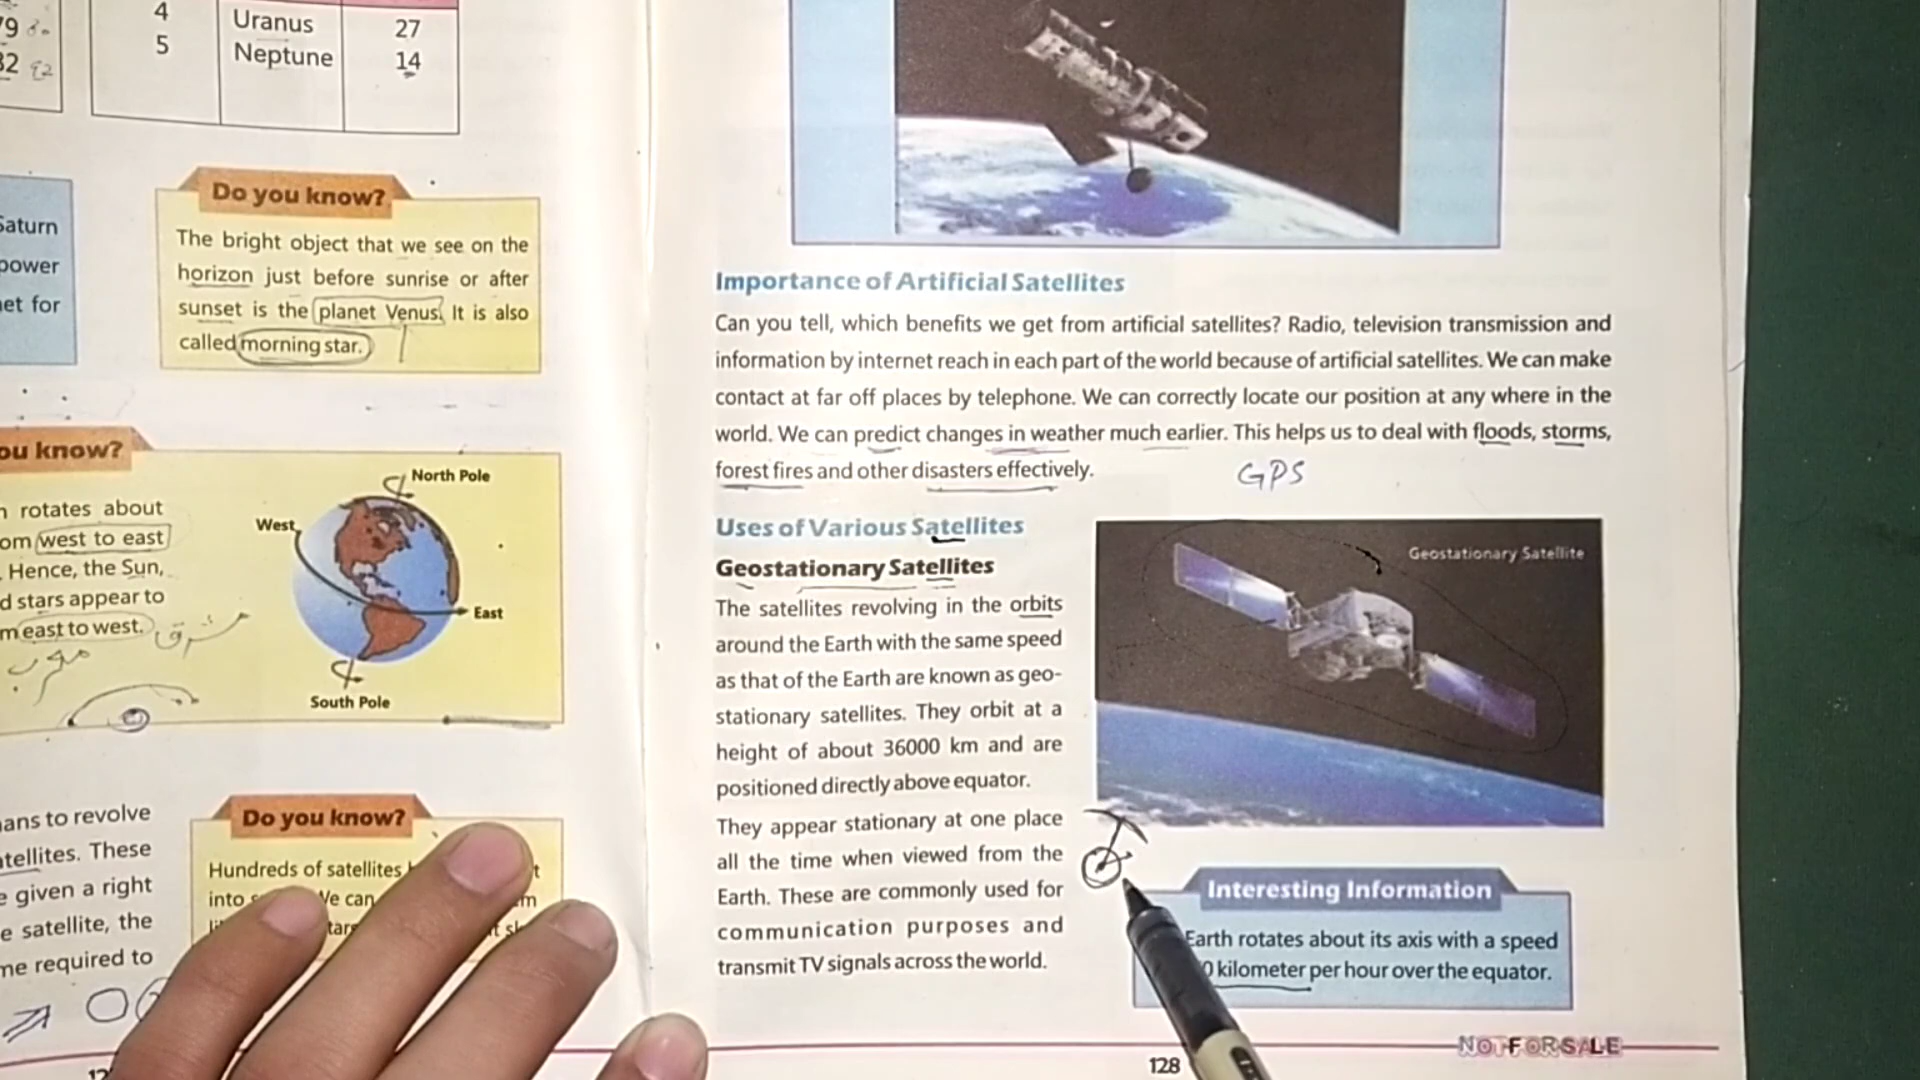 79
32 92
4 Uranus 27
5 Neptune 14
Saturn
power
net for
Do you know?
The bright object that we see on the
horizon just before sunrise or after
sunset is the planet Venus. It is also
called morning star.
ou know?
n rotates about
om west to east
. Hence, the Sun,
d stars appear to
m east to west.
مشرق
مغرب
North Pole
West
East
South Pole
ans to revolve
tellites. These
e given a right
e satellite, the
me required to
Do you know?
Hundreds of satellites
into
We can
Importance of Artificial Satellites
Can you tell, which benefits we get from artificial satellites? Radio, television transmission and
information by internet reach in each part of the world because of artificial satellites. We can make
contact at far off places by telephone. We can correctly locate our position at any where in the
world. We can predict changes in weather much earlier. This helps us to deal with floods, storms,
forest fires and other disasters effectively.
GPS
Uses of Various Satellites
Geostationary Satellites
The satellites revolving in the orbits
around the Earth with the same speed
as that of the Earth are known as geo-
stationary satellites. They orbit at a
height of about 36000 km and are
positioned directly above equator.
They appear stationary at one place
all the time when viewed from the
Earth. These are commonly used for
communication purposes and
transmit TV signals across the world.
Geostationary Satellite
Interesting Information
Earth rotates about its axis with a speed
0 kilometer per hour over the equator.
NOT FOR SALE
128